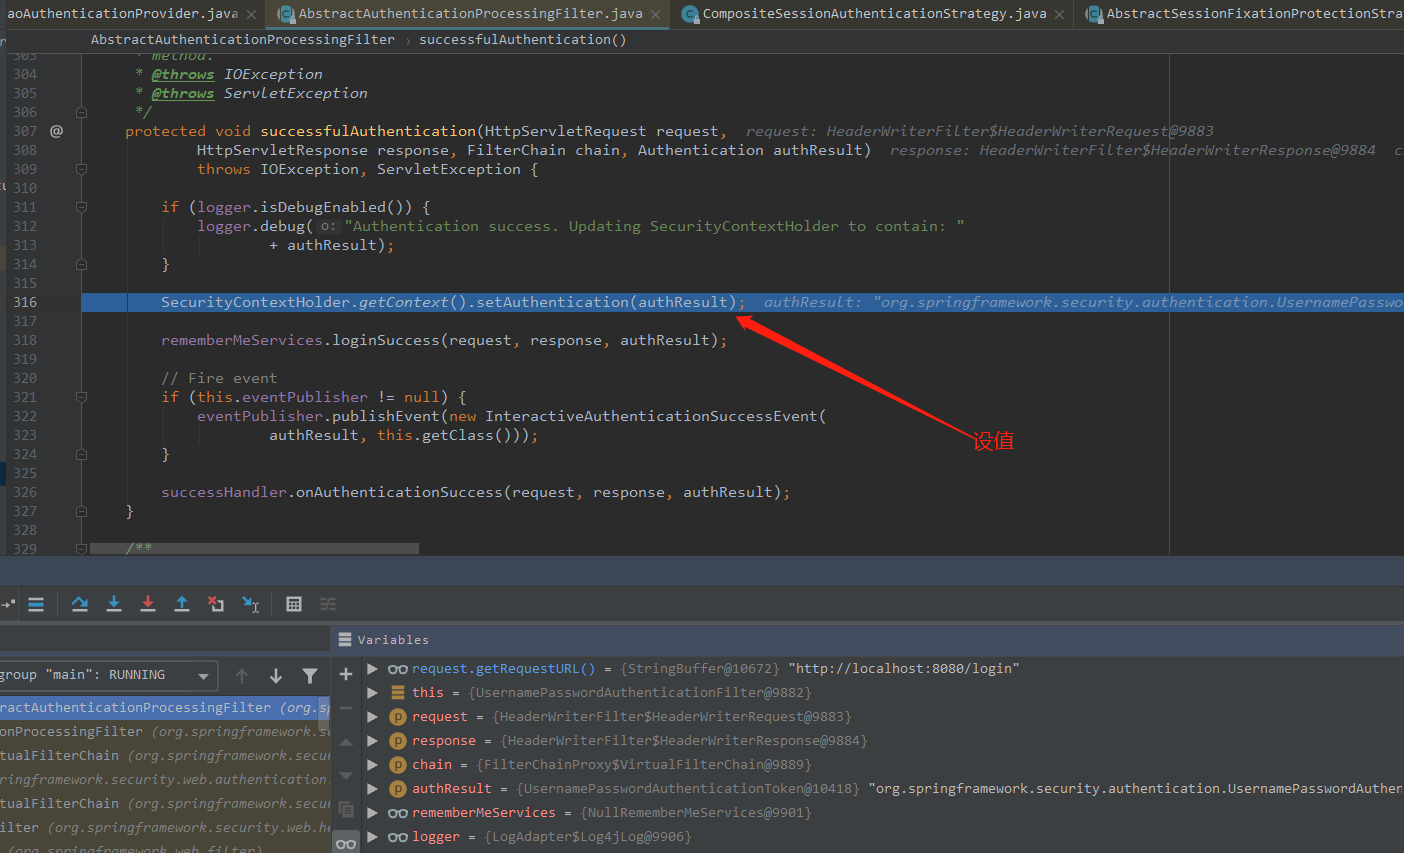 aoAuthenticationProvider.java AbstractAuthenticationProcessingFilter.java CompositeSessionAuthenticationStrategy.java AbstractSessionFixationProtectionStra
AbstractAuthenticationProcessingFilter › successfulAuthentication()
303 * method.
304 * @throws IOException
305 * @throws ServletException
306 */
307 @ protected void successfulAuthentication(HttpServletRequest request, request: HeaderWriterFilter$HeaderWriterRequest@9883
308 HttpServletResponse response, FilterChain chain, Authentication authResult) response: HeaderWriterFilter$HeaderWriterResponse@9884 c
309 throws IOException, ServletException {
310
311 if (logger.isDebugEnabled()) {
312 logger.debug( o: "Authentication success. Updating SecurityContextHolder to contain: "
313 + authResult);
314 }
315
316 SecurityContextHolder.getContext().setAuthentication(authResult); authResult: "org.springframework.security.authentication.UsernamePasswo
317
318 rememberMeServices.loginSuccess(request, response, authResult);
319
320 // Fire event
321 if (this.eventPublisher != null) {
322 eventPublisher.publishEvent(new InteractiveAuthenticationSuccessEvent(
323 authResult, this.getClass()));
设值
324 }
325
326 successHandler.onAuthenticationSuccess(request, response, authResult);
327 }
328
329 /**
Variables
group "main": RUNNING
request.getRequestURL() = {StringBuffer@10672} "http://localhost:8080/login"
this = {UsernamePasswordAuthenticationFilter@9882}
ractAuthenticationProcessingFilter (org.sp
request = {HeaderWriterFilter$HeaderWriterRequest@9883}
onProcessingFilter (org.springframework.se
response = {HeaderWriterFilter$HeaderWriterResponse@9884}
tualFilterChain (org.springframework.secur
chain = {FilterChainProxy$VirtualFilterChain@9889}
ringframework.security.web.authentication
authResult = {UsernamePasswordAuthenticationToken@10418} "org.springframework.security.authentication.UsernamePasswordAuthen
tualFilterChain (org.springframework.secur
rememberMeServices = {NullRememberMeServices@9901}
ilter (org.springframework.security.web.he
logger = {LogAdapter$Log4jLog@9906}
(org.springframework.web.filter)